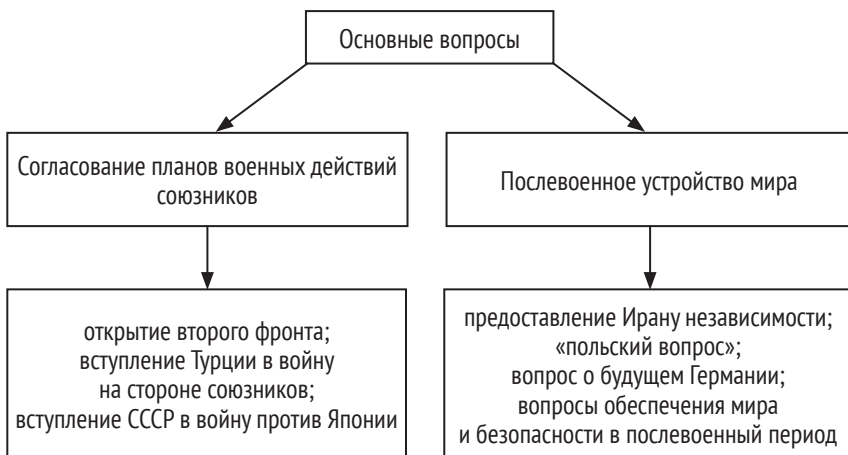 Основные вопросы
Согласование планов военных действий
союзников
Послевоенное устройство мира
открытие второго фронта;
вступление Турции в войну
на стороне союзников;
вступление СССР в войну против Японии
предоставление Ирану независимости;
«польский вопрос»;
вопрос о будущем Германии;
вопросы обеспечения мира
и безопасности в послевоенный период